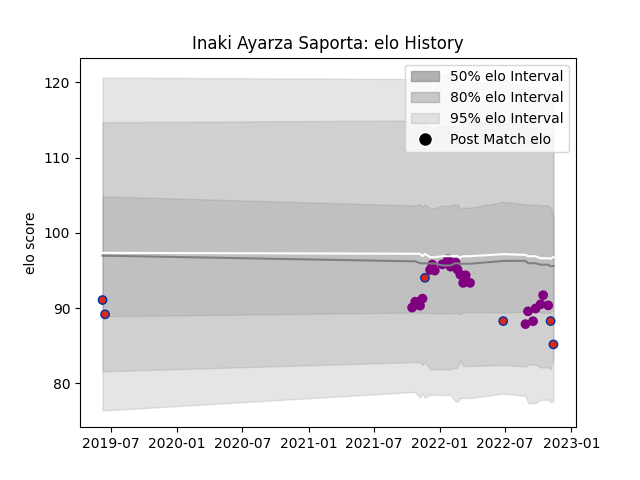 Inaki Ayarza Saporta: elo History
50% elo Interval
80% elo Interval
95% elo Interval
Post Match elo
elo score
120
110
100
90
80
2019-07
2020-01
2020-07
2021-01
2021-07
2022-01
2022-07
2023-01